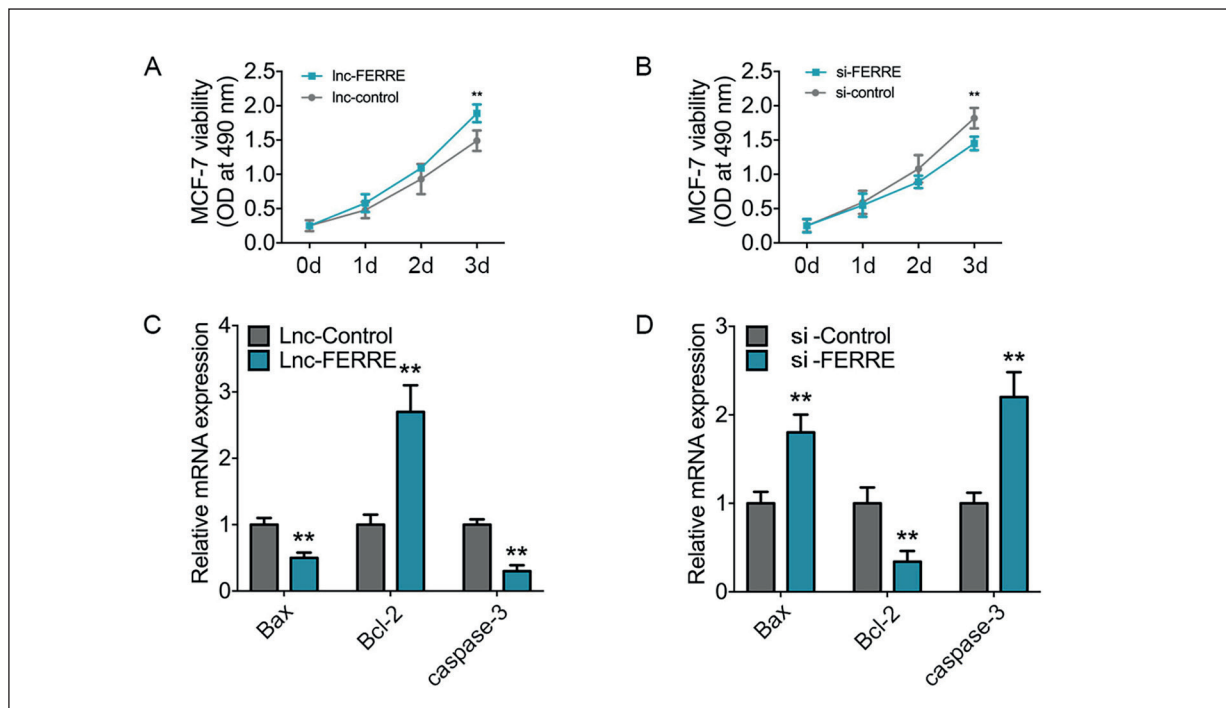 A
lnc-FERRE
lnc-control
MCF-7 viability
(OD at 490 nm)
2.5
2.0
1.5
1.0
0.5
0.0
**
0d 1d 2d 3d
B
si-FERRE
si-control
MCF-7 viability
(OD at 490 nm)
2.5
2.0
1.5
1.0
0.5
0.0
**
0d 1d 2d 3d
C
Lnc-Control
Lnc-FERRE
Relative mRNA expression
4
3
2
1
0
**
**
**
Bax
Bcl-2
caspase-3
D
si-Control
si-FERRE
Relative mRNA expression
3
2
1
0
**
**
**
Bax
Bcl-2
caspase-3